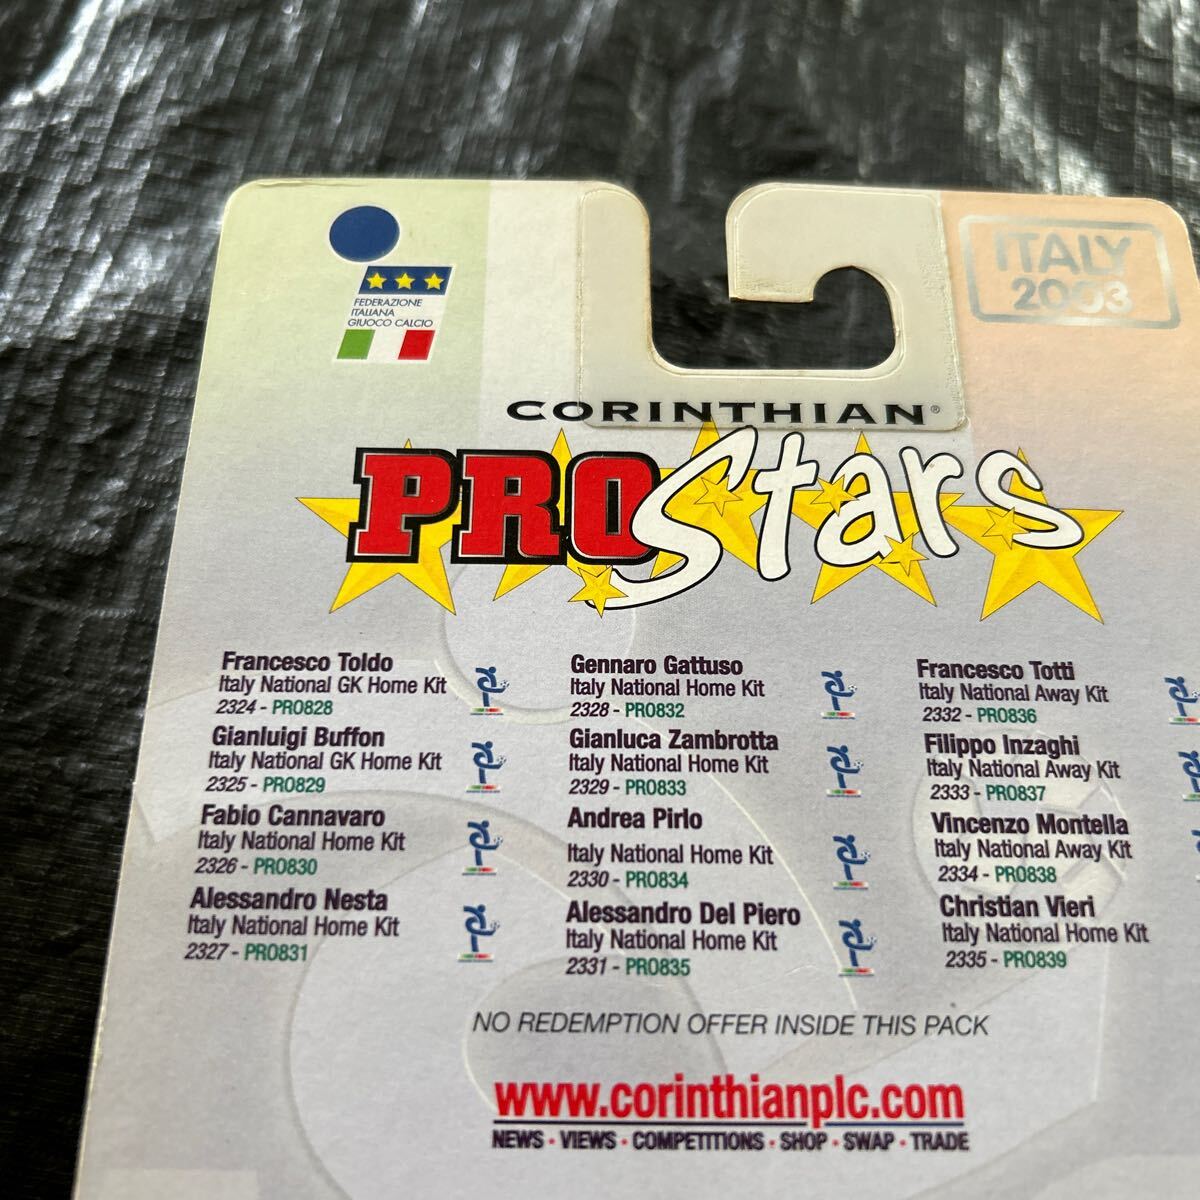 FEDERAZIONE
ITALIANA
GIUOCO CALCIO
ITALY
2003
CORINTHIAN®
PROStars
Francesco Toldo
Italy National GK Home Kit
2324 - PRO828
Gianluigi Buffon
Italy National GK Home Kit
2325 - PRO829
Fabio Cannavaro
Italy National Home Kit
2326 - PRO830
Alessandro Nesta
Italy National Home Kit
2327 - PRO831
Gennaro Gattuso
Italy National Home Kit
2328 - PRO832
Gianluca Zambrotta
Italy National Home Kit
2329 - PRO833
Andrea Pirlo
Italy National Home Kit
2330 - PRO834
Alessandro Del Piero
Italy National Home Kit
2331 - PRO835
Francesco Totti
Italy National Away Kit
2332 - PRO836
Filippo Inzaghi
Italy National Away Kit
2333 - PRO837
Vincenzo Montella
Italy National Away Kit
2334 - PRO838
Christian Vieri
Italy National Home Kit
2335 - PRO839
NO REDEMPTION OFFER INSIDE THIS PACK
www.corinthianplc.com
NEWS · VIEWS · COMPETITIONS · SHOP · SWAP · TRADE